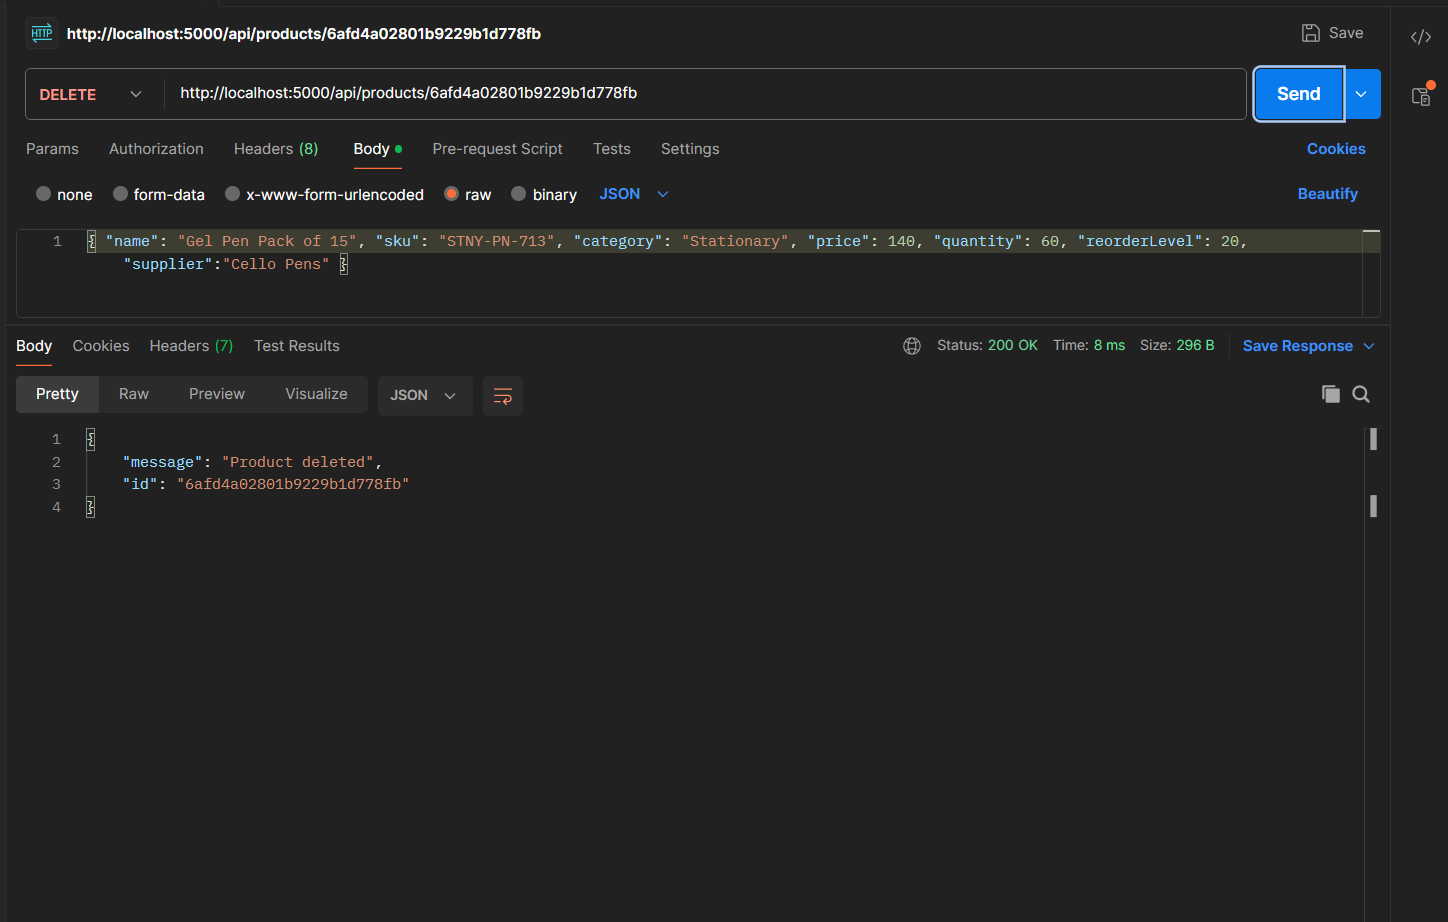 HTTP http://localhost:5000/api/products/6afd4a02801b9229b1d778fb Save
DELETE http://localhost:5000/api/products/6afd4a02801b9229b1d778fb Send
Params Authorization Headers (8) Body Pre-request Script Tests Settings Cookies
none form-data x-www-form-urlencoded raw binary JSON Beautify
1 { "name": "Gel Pen Pack of 15", "sku": "STNY-PN-713", "category": "Stationary", "price": 140, "quantity": 60, "reorderLevel": 20,
"supplier":"Cello Pens" }
Body Cookies Headers (7) Test Results Status: 200 OK Time: 8 ms Size: 296 B Save Response
Pretty Raw Preview Visualize JSON
1 {
2 "message": "Product deleted",
3 "id": "6afd4a02801b9229b1d778fb"
4 }